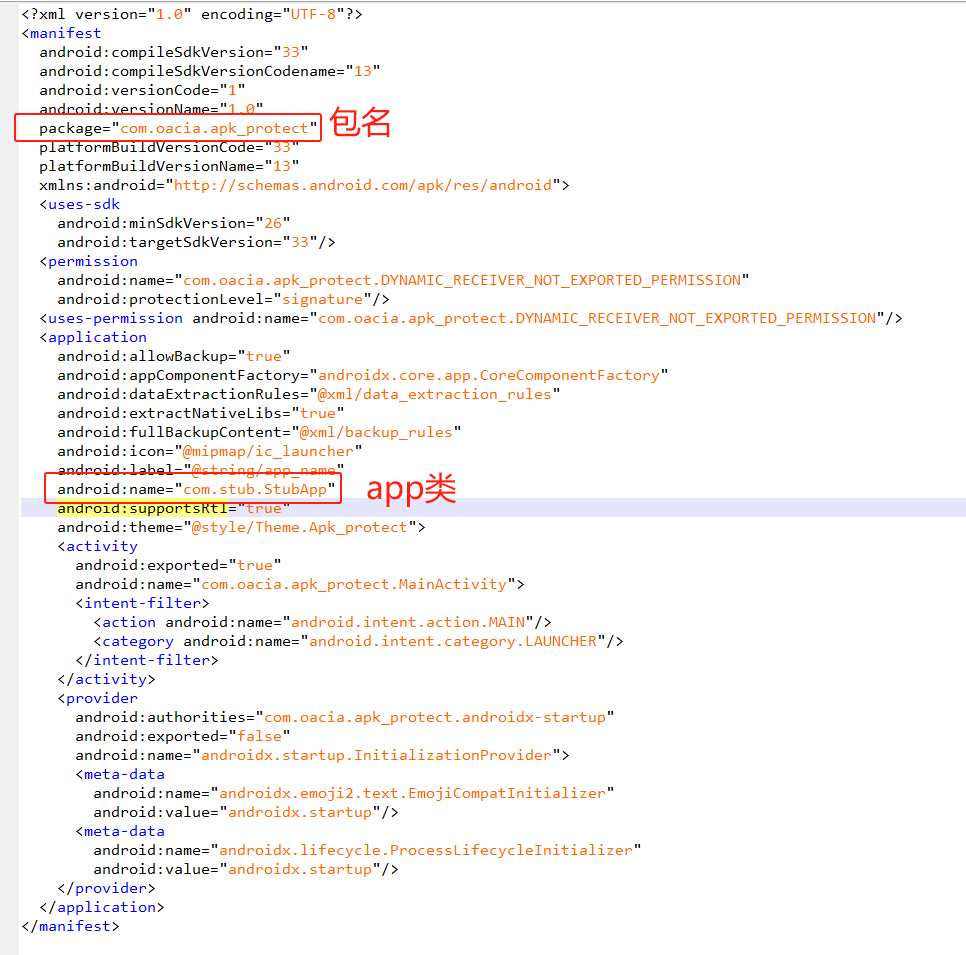 <?xml version="1.0" encoding="UTF-8"?>
<manifest
android:compileSdkVersion="33"
android:compileSdkVersionCodename="13"
android:versionCode="1"
android:versionName="1.0"
package="com.oacia.apk_protect" 包名
platformBuildVersionCode="33"
platformBuildVersionName="13"
xmlns:android="http://schemas.android.com/apk/res/android">
<uses-sdk
android:minSdkVersion="26"
android:targetSdkVersion="33"/>
<permission
android:name="com.oacia.apk_protect.DYNAMIC_RECEIVER_NOT_EXPORTED_PERMISSION"
android:protectionLevel="signature"/>
<uses-permission android:name="com.oacia.apk_protect.DYNAMIC_RECEIVER_NOT_EXPORTED_PERMISSION"/>
<application
android:allowBackup="true"
android:appComponentFactory="androidx.core.app.CoreComponentFactory"
android:dataExtractionRules="@xml/data_extraction_rules"
android:extractNativeLibs="true"
android:fullBackupContent="@xml/backup_rules"
android:icon="@mipmap/ic_launcher"
android:label="@string/app_name"
android:name="com.stub.StubApp" app类
android:supportsRtl="true"
android:theme="@style/Theme.Apk_protect">
<activity
android:exported="true"
android:name="com.oacia.apk_protect.MainActivity">
<intent-filter>
<action android:name="android.intent.action.MAIN"/>
<category android:name="android.intent.category.LAUNCHER"/>
</intent-filter>
</activity>
<provider
android:authorities="com.oacia.apk_protect.androidx-startup"
android:exported="false"
android:name="androidx.startup.InitializationProvider">
<meta-data
android:name="androidx.emoji2.text.EmojiCompatInitializer"
android:value="androidx.startup"/>
<meta-data
android:name="androidx.lifecycle.ProcessLifecycleInitializer"
android:value="androidx.startup"/>
</provider>
</application>
</manifest>